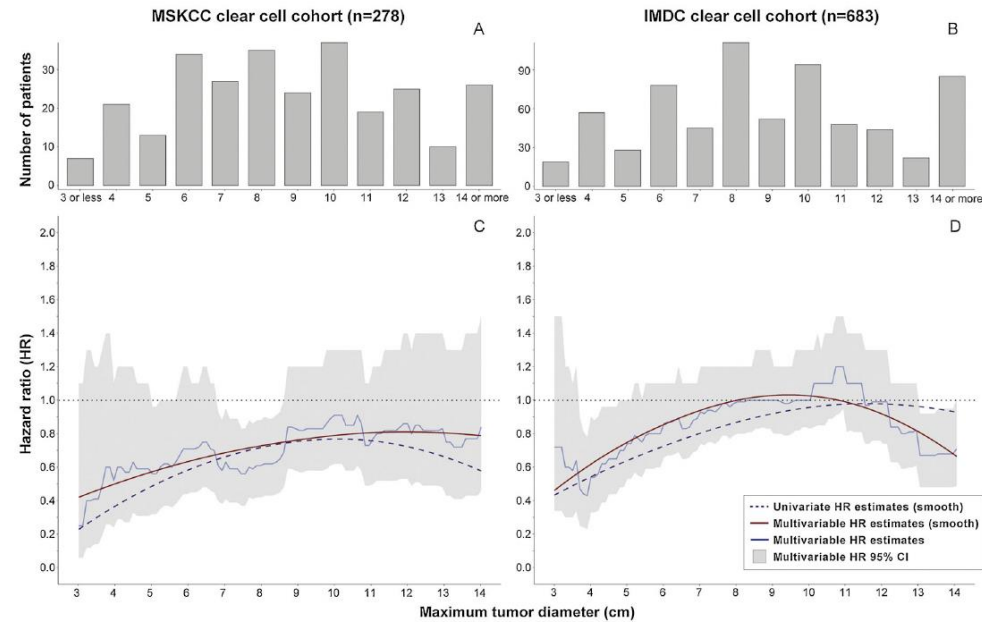 MSKCC clear cell cohort (n=278)
IMDC clear cell cohort (n=683)
A
B
Number of patients
30
20
10
0
3 or less 4 5 6 7 8 9 10 11 12 13 14 or more
90
60
30
0
3 or less 4 5 6 7 8 9 10 11 12 13 14 or more
C
D
Hazard ratio (HR)
2.0
1.8
1.6
1.4
1.2
1.0
0.8
0.6
0.4
0.2
0.0
3 4 5 6 7 8 9 10 11 12 13 14
2.0
1.8
1.6
1.4
1.2
1.0
0.8
0.6
0.4
0.2
0.0
3 4 5 6 7 8 9 10 11 12 13 14
Univariate HR estimates (smooth)
Multivariable HR estimates (smooth)
Multivariable HR estimates
Multivariable HR 95% CI
Maximum tumor diameter (cm)